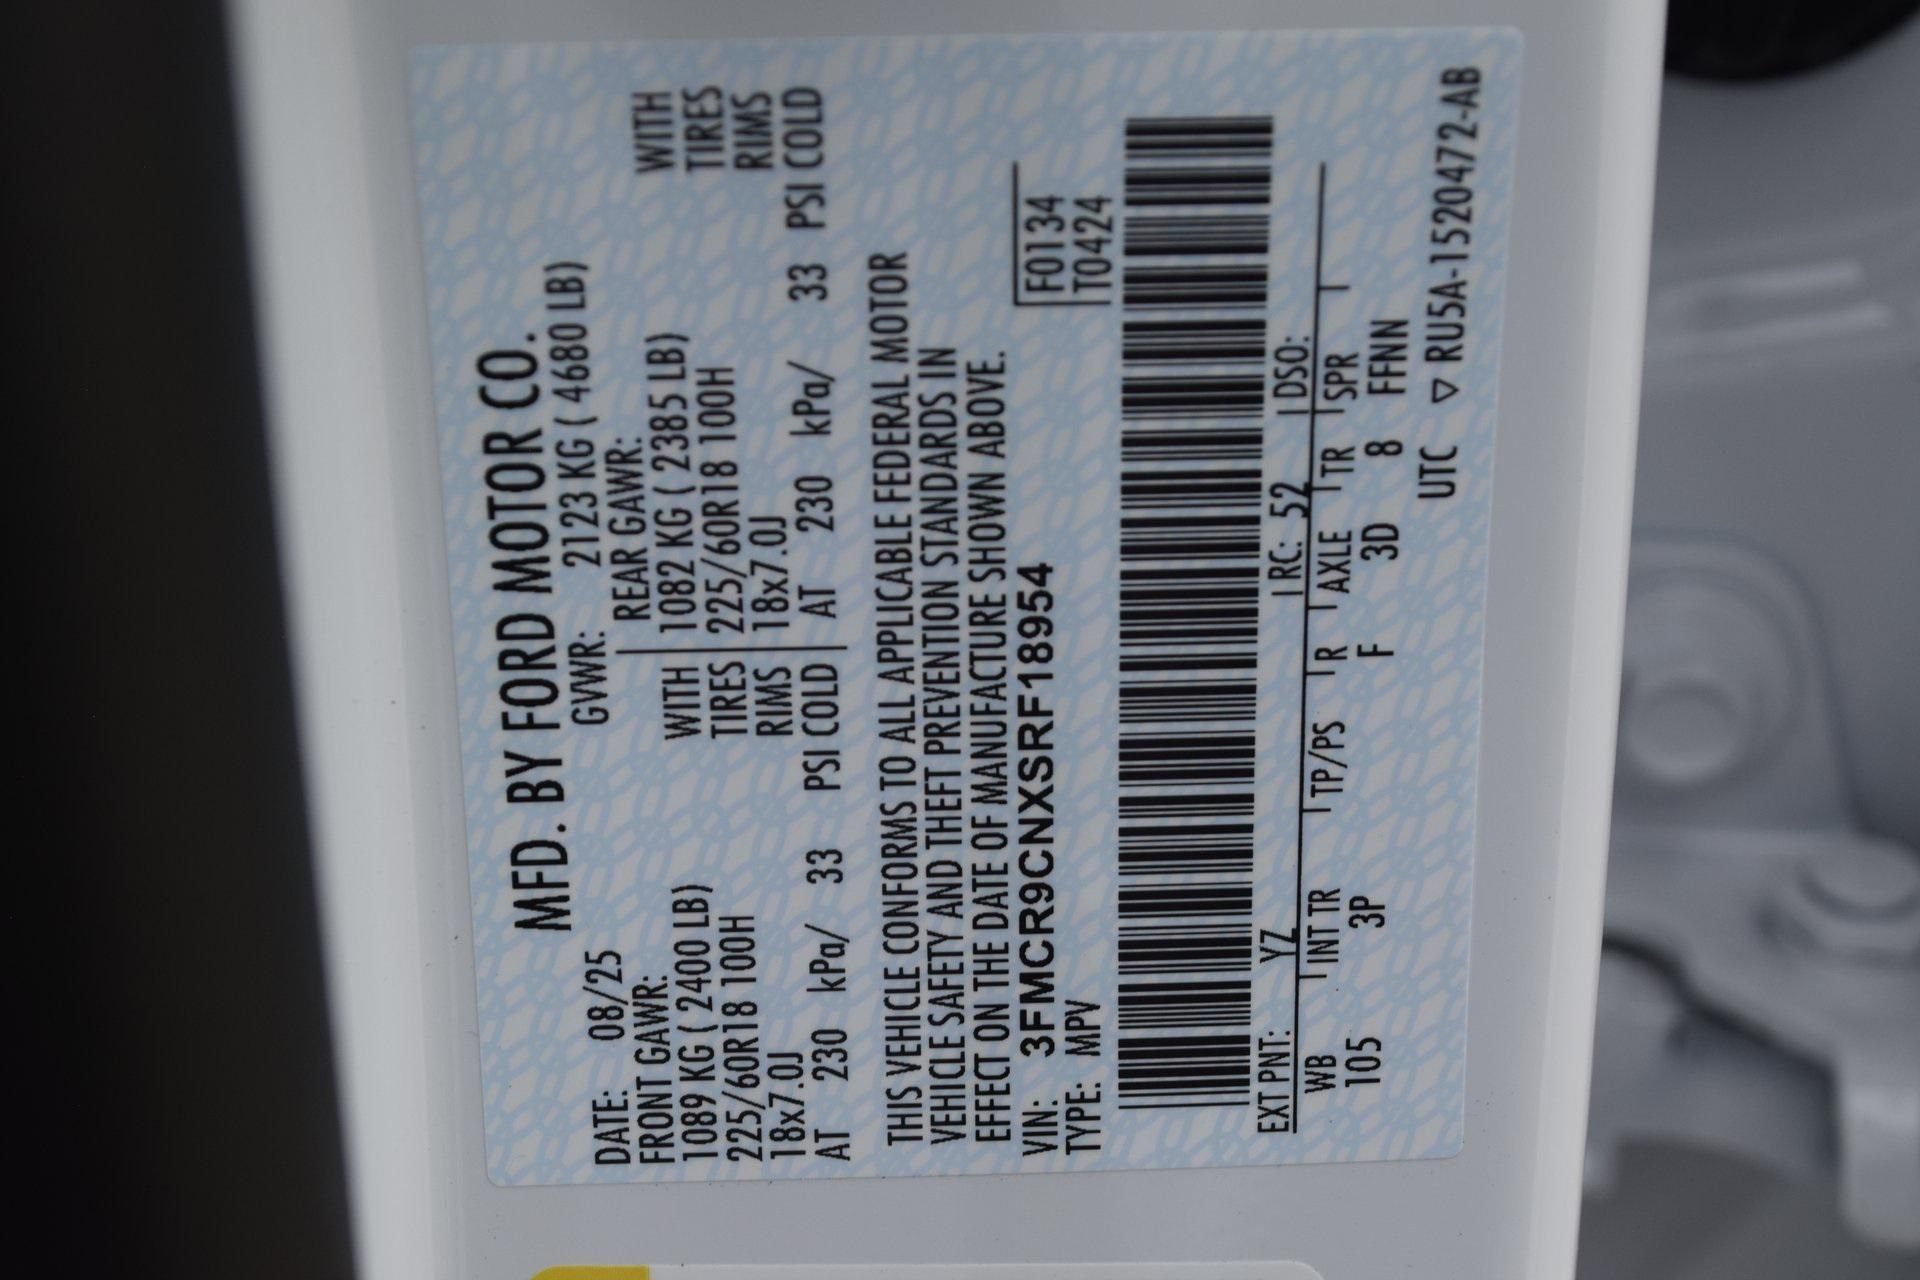 MFD. BY FORD MOTOR CO.
DATE: 08/25 GVWR: 2123 KG ( 4680 LB)
FRONT GAWR: REAR GAWR:
1089 KG ( 2400 LB) WITH 1082 KG ( 2385 LB) WITH
225/60R18 100H TIRES 225/60R18 100H TIRES
18x7.0J RIMS 18x7.0J RIMS
AT 230 kPa/ 33 PSI COLD AT 230 kPa/ 33 PSI COLD
THIS VEHICLE CONFORMS TO ALL APPLICABLE FEDERAL MOTOR
VEHICLE SAFETY AND THEFT PREVENTION STANDARDS IN
EFFECT ON THE DATE OF MANUFACTURE SHOWN ABOVE.
VIN: 3FMCR9CNXSRF18954 F0134
TYPE: MPV T0424
EXT PNT: YZ RC: 52 DSO:
WB INT TR TP/PS R AXLE TR SPR
105 3P F 3D 8 FFNN
UTC ▽ RU5A-1520472-AB